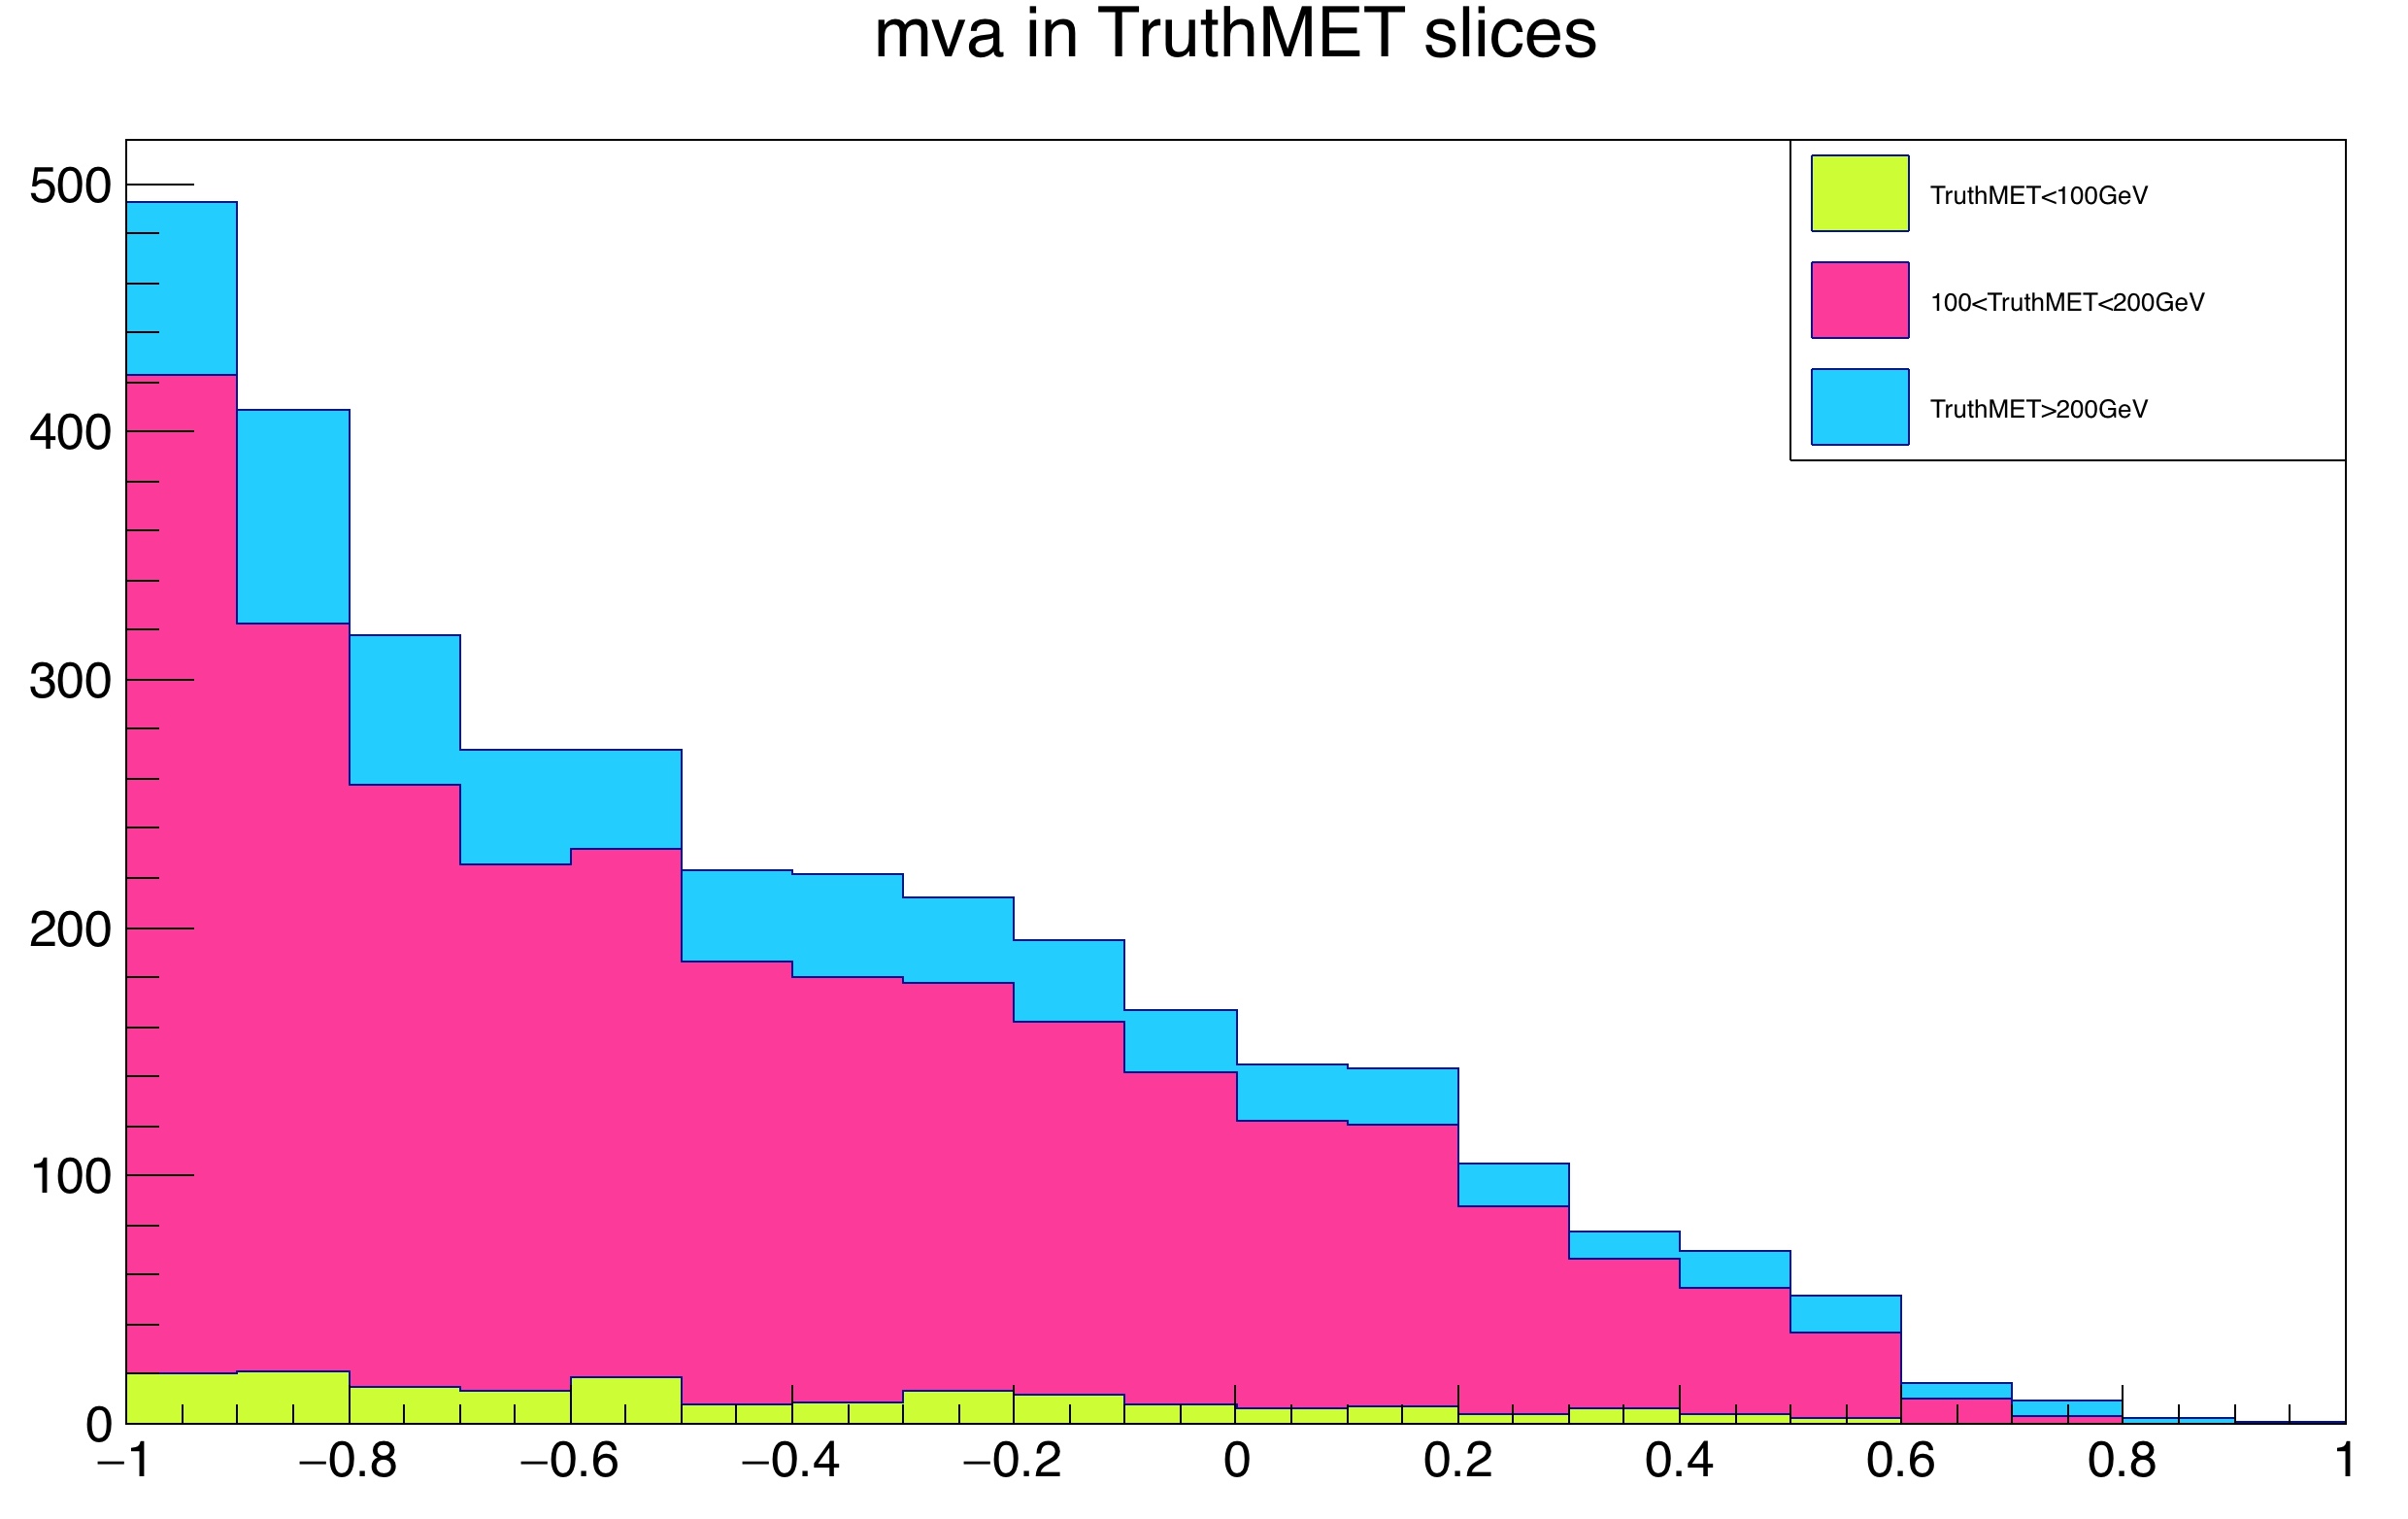 mva in TruthMET slices
TruthMET<100GeV
100<TruthMET<200GeV
TruthMET>200GeV
500
400
300
200
100
0
−1 −0.8 −0.6 −0.4 −0.2 0 0.2 0.4 0.6 0.8 1